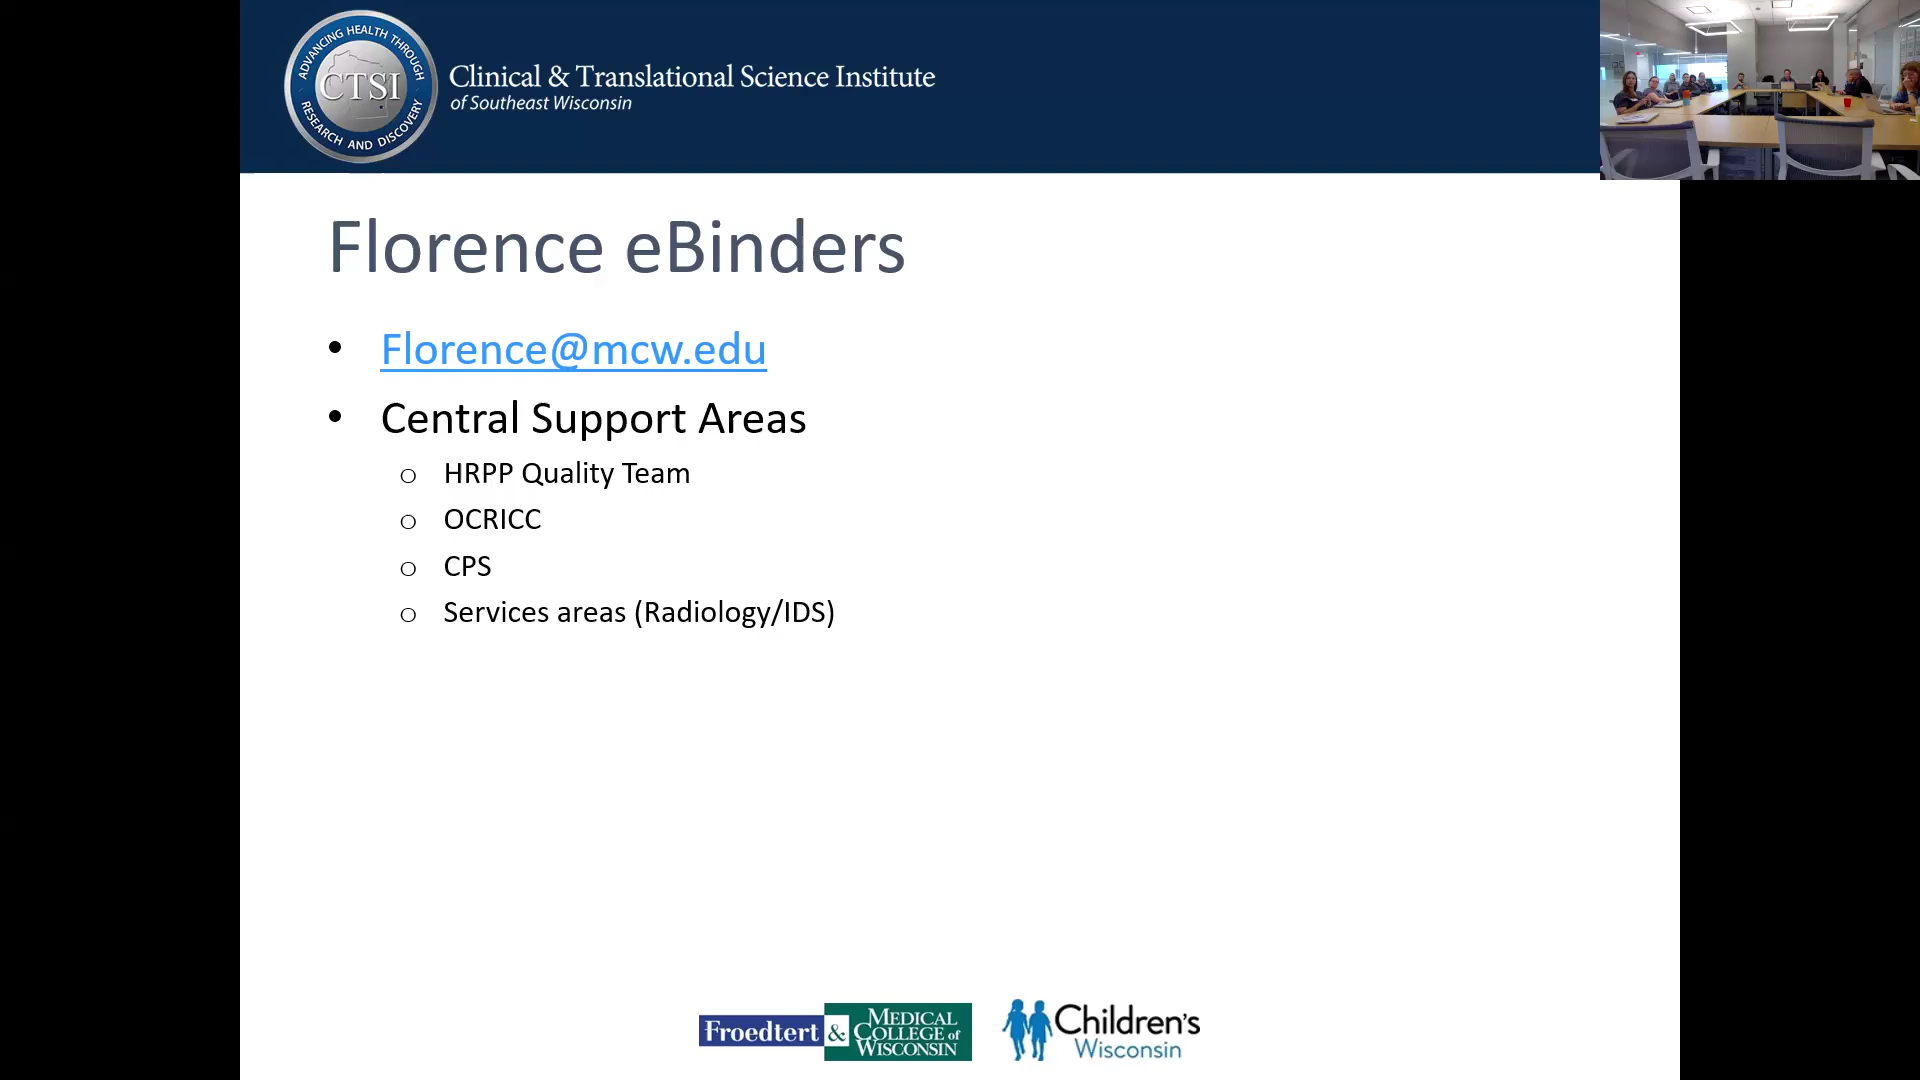 ADVANCING HEALTH THROUGH
CTSI
RESEARCH AND DISCOVERY
Clinical & Translational Science Institute
of Southeast Wisconsin
Florence eBinders
• Florence@mcw.edu
• Central Support Areas
o HRPP Quality Team
o OCRICC
o CPS
o Services areas (Radiology/IDS)
Froedtert & MEDICAL
COLLEGE of
WISCONSIN
Children's
Wisconsin